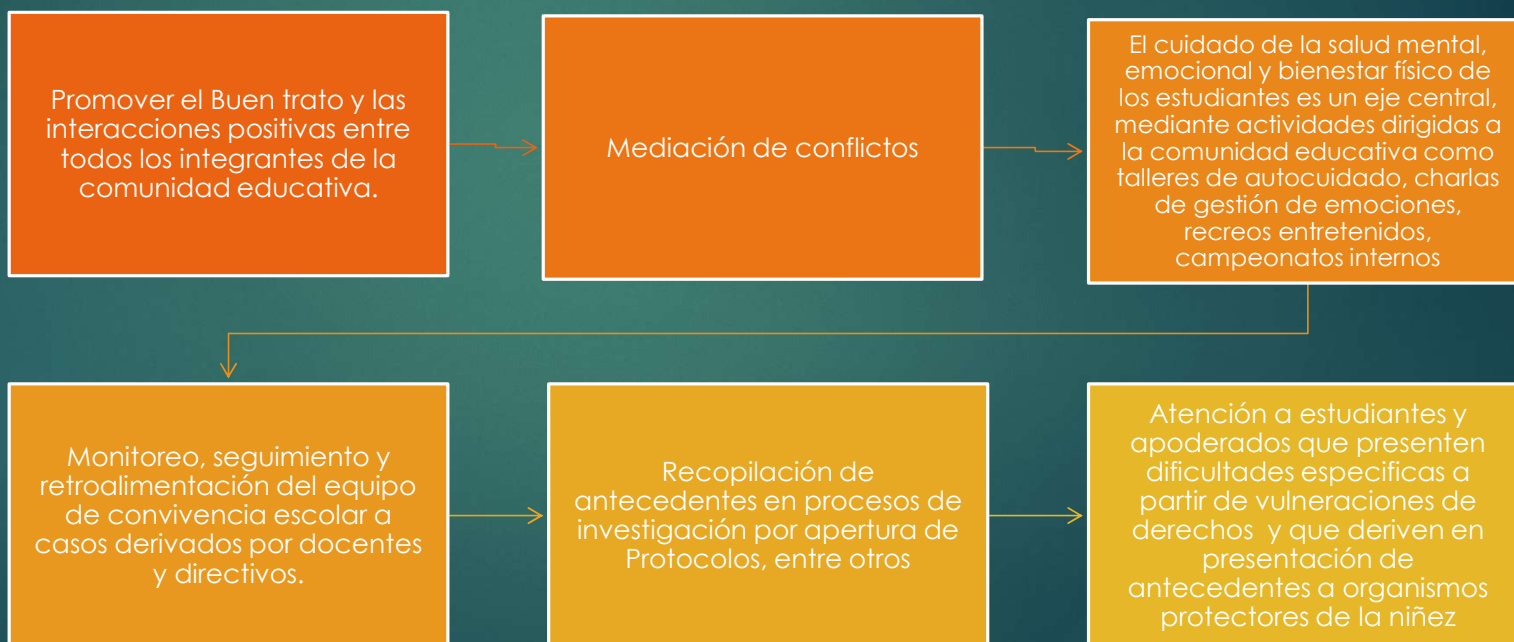 Promover el Buen trato y las
interacciones positivas entre
todos los integrantes de la
comunidad educativa.
Mediación de conflictos
El cuidado de la salud mental,
emocional y bienestar físico de
los estudiantes es un eje central,
mediante actividades dirigidas a
la comunidad educativa como
talleres de autocuidado, charlas
de gestión de emociones,
recreos entretenidos,
campeonatos internos
Monitoreo, seguimiento y
retroalimentación del equipo
de convivencia escolar a
casos derivados por docentes
y directivos.
Recopilación de
antecedentes en procesos de
investigación por apertura de
Protocolos, entre otros
Atención a estudiantes y
apoderados que presenten
dificultades especificas a
partir de vulneraciones de
derechos y que deriven en
presentación de
antecedentes a organismos
protectores de la niñez